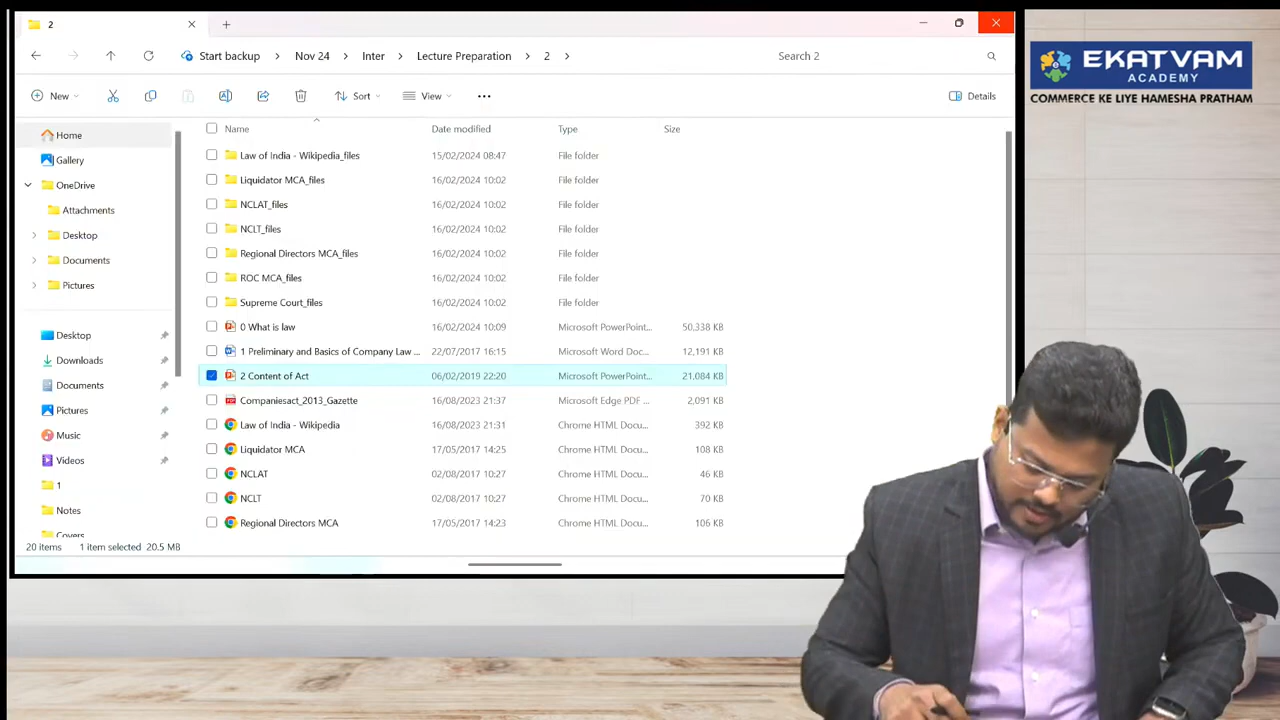 2
Start backup > Nov 24 > Inter > Lecture Preparation > 2 >
Search 2
New
Sort
View
Details
Name Date modified Type Size
Home
Gallery
OneDrive
Attachments
Desktop
Documents
Pictures
Desktop
Downloads
Documents
Pictures
Music
Videos
1
Notes
Covers
Law of India - Wikipedia_files 15/02/2024 08:47 File folder
Liquidator MCA_files 16/02/2024 10:02 File folder
NCLAT_files 16/02/2024 10:02 File folder
NCLT_files 16/02/2024 10:02 File folder
Regional Directors MCA_files 16/02/2024 10:02 File folder
ROC MCA_files 16/02/2024 10:02 File folder
Supreme Court_files 16/02/2024 10:02 File folder
0 What is law 16/02/2024 10:09 Microsoft PowerPoint... 50,338 KB
1 Preliminary and Basics of Company Law ... 22/07/2017 16:15 Microsoft Word Doc... 12,191 KB
2 Content of Act 06/02/2019 22:20 Microsoft PowerPoint... 21,084 KB
Companiesact_2013_Gazette 16/08/2023 21:37 Microsoft Edge PDF ... 2,091 KB
Law of India - Wikipedia 16/08/2023 21:31 Chrome HTML Docu... 392 KB
Liquidator MCA 17/05/2017 14:25 Chrome HTML Docu... 108 KB
NCLAT 02/08/2017 10:27 Chrome HTML Docu... 46 KB
NCLT 02/08/2017 10:27 Chrome HTML Docu... 70 KB
Regional Directors MCA 17/05/2017 14:23 Chrome HTML Docu... 106 KB
20 items 1 item selected 20.5 MB
EKATVAM
ACADEMY
COMMERCE KE LIYE HAMESHA PRATHAM